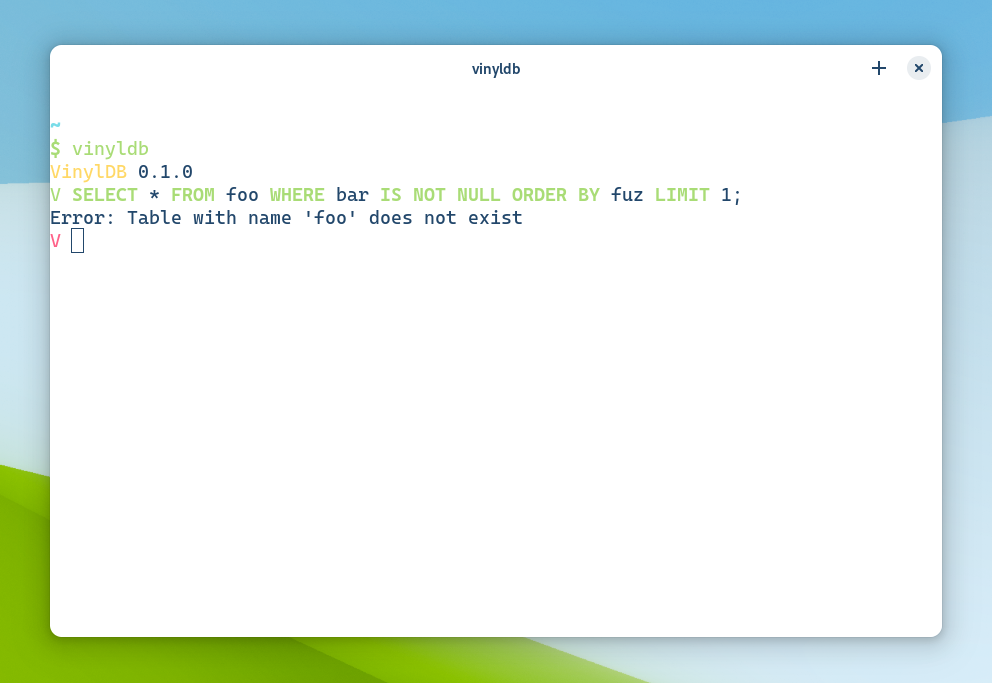 vinyldb
~
$ vinyldb
VinylDB 0.1.0
V SELECT * FROM foo WHERE bar IS NOT NULL ORDER BY fuz LIMIT 1;
Error: Table with name 'foo' does not exist
V